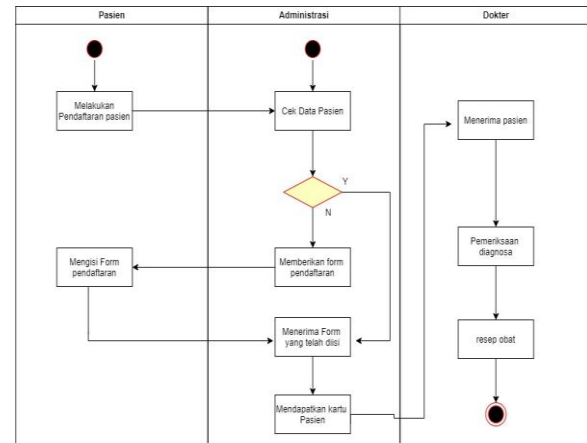 Pasien
Administrasi
Dokter
Melakukan
Pendaftaran pasien
Cek Data Pasien
Menerima pasien
Y
N
Mengisi Form
pendaftaran
Memberikan form
pendaftaran
Pemeriksaan
diagnosa
Menerima Form
yang telah diisi
resep obat
Mendapatkan kartu
Pasien